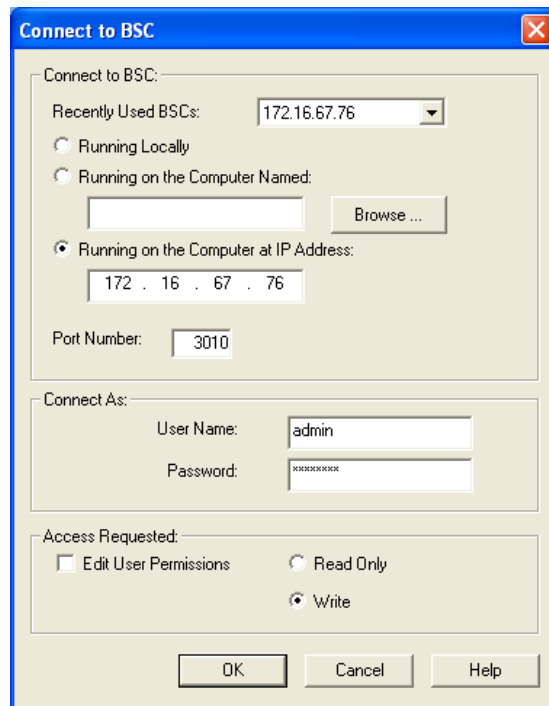 Connect to BSC
Connect to BSC:
Recently Used BSCs: 172.16.67.76
Running Locally
Running on the Computer Named:
Browse ...
Running on the Computer at IP Address:
172 . 16 . 67 . 76
Port Number: 3010
Connect As:
User Name: admin
Password: ××××××××
Access Requested:
Edit User Permissions Read Only
Write
OK Cancel Help